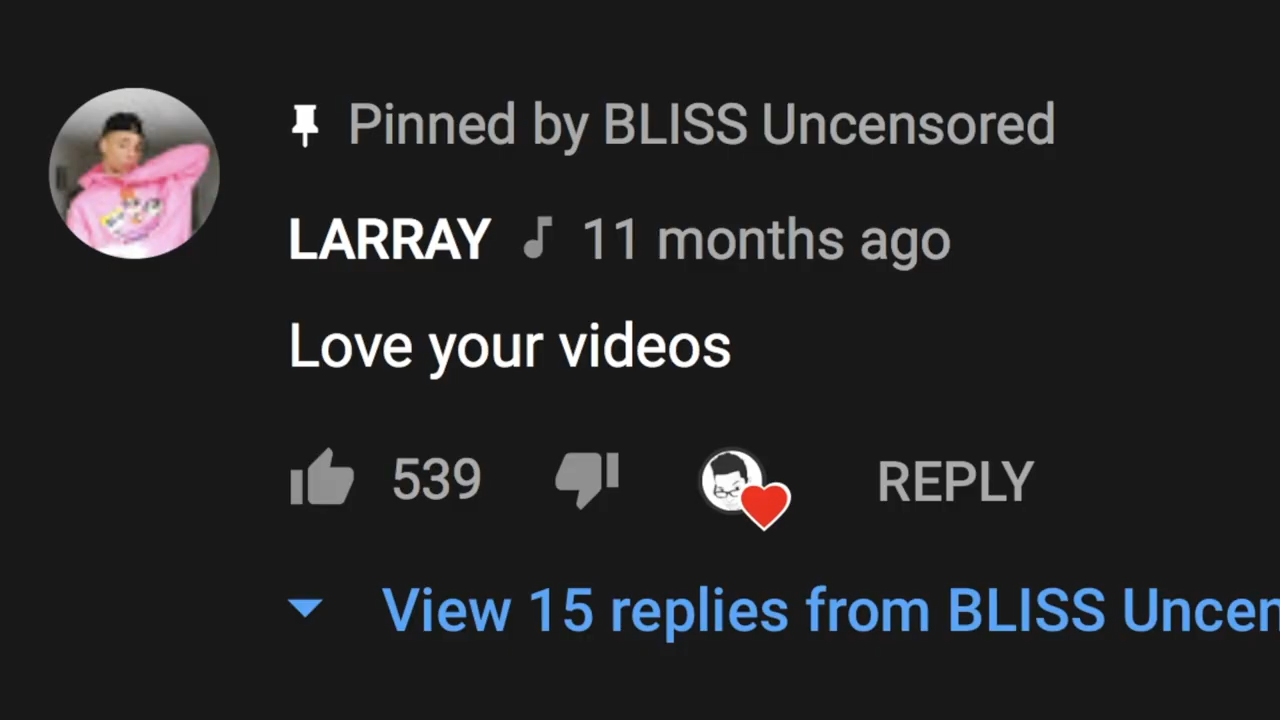 Pinned by BLISS Uncensored
LARRAY 11 months ago
Love your videos
539 REPLY
View 15 replies from BLISS Uncen